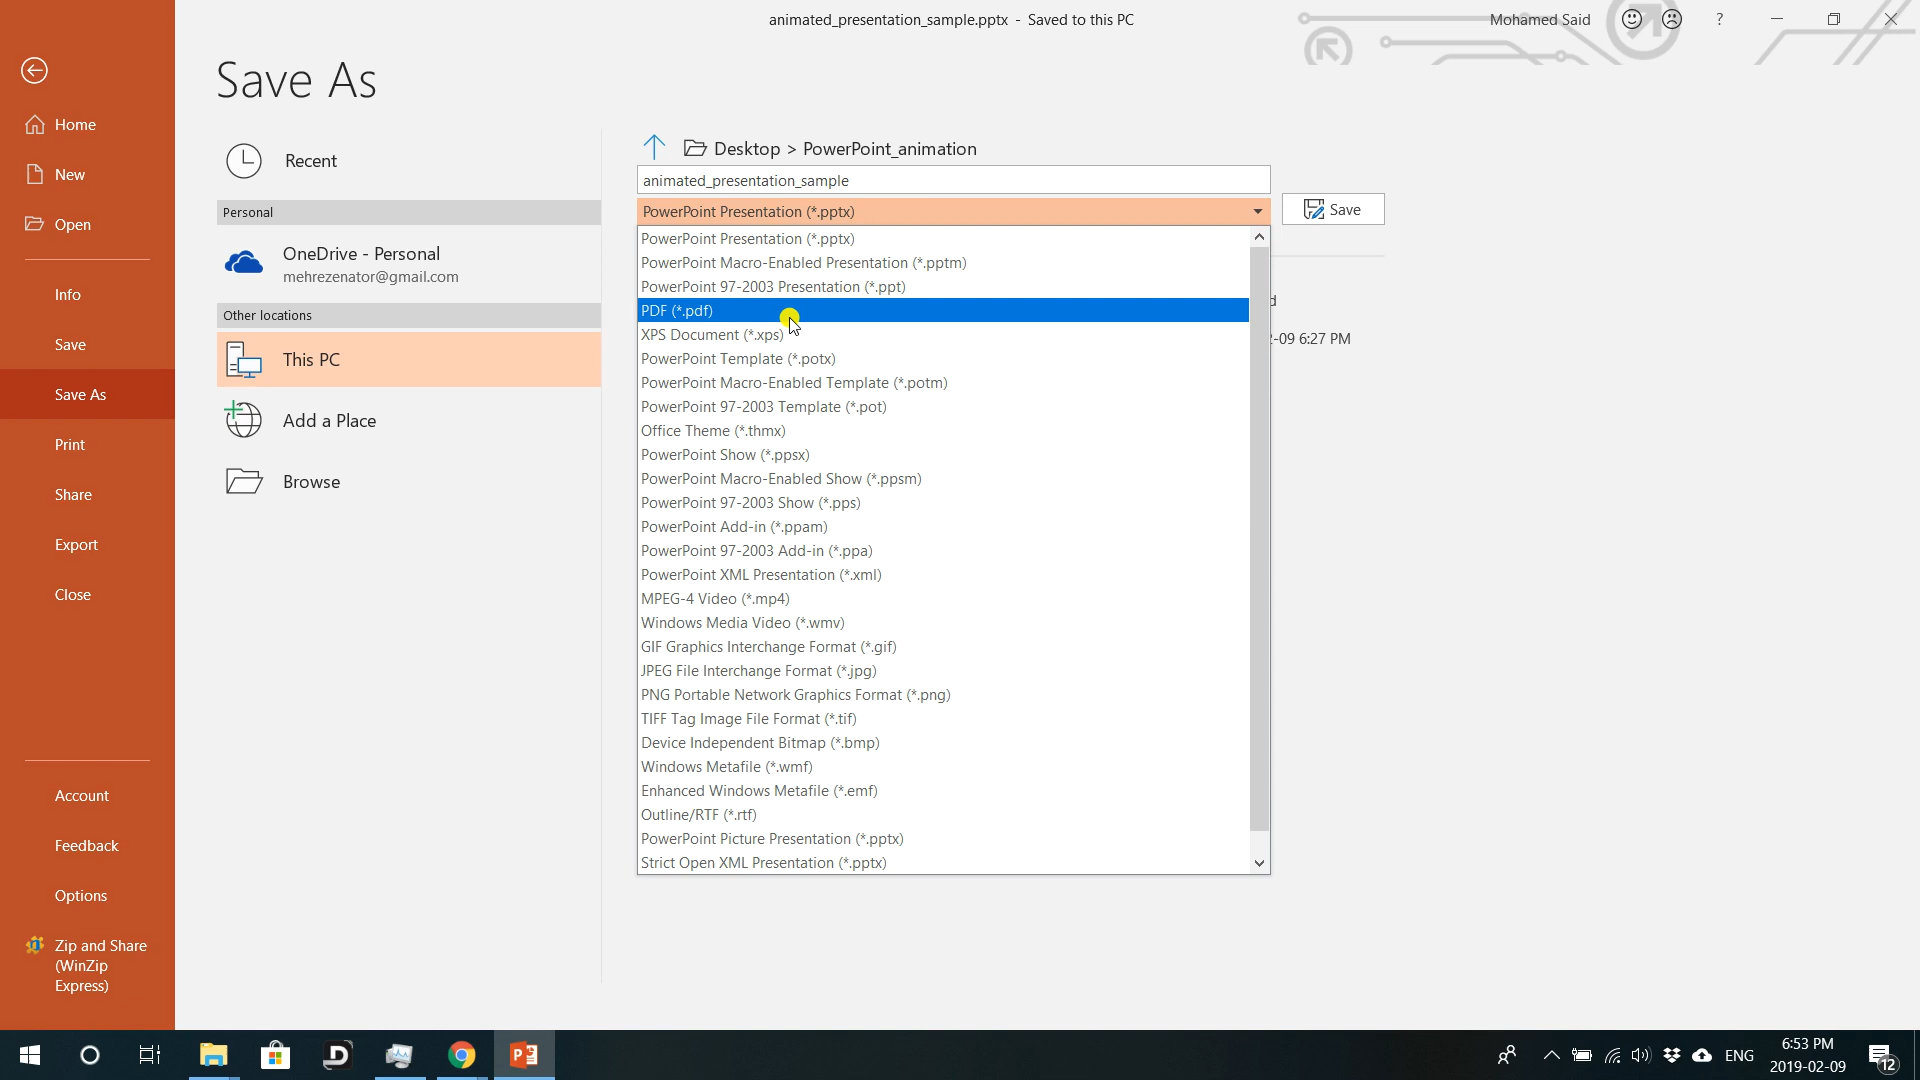 animated_presentation_sample.pptx - Saved to this PC
Mohamed Said
?
Home
New
Open
Info
Save
Save As
Print
Share
Export
Close
Account
Feedback
Options
Zip and Share
(WinZip
Express)
Save As
Recent
Personal
OneDrive - Personal
mehrezenator@gmail.com
Other locations
This PC
Add a Place
Browse
Desktop > PowerPoint_animation
animated_presentation_sample
PowerPoint Presentation (*.pptx)
Save
PowerPoint Presentation (*.pptx)
PowerPoint Macro-Enabled Presentation (*.pptm)
PowerPoint 97-2003 Presentation (*.ppt)
PDF (*.pdf)
XPS Document (*.xps)
PowerPoint Template (*.potx)
PowerPoint Macro-Enabled Template (*.potm)
PowerPoint 97-2003 Template (*.pot)
Office Theme (*.thmx)
PowerPoint Show (*.ppsx)
PowerPoint Macro-Enabled Show (*.ppsm)
PowerPoint 97-2003 Show (*.pps)
PowerPoint Add-in (*.ppam)
PowerPoint 97-2003 Add-in (*.ppa)
PowerPoint XML Presentation (*.xml)
MPEG-4 Video (*.mp4)
Windows Media Video (*.wmv)
GIF Graphics Interchange Format (*.gif)
JPEG File Interchange Format (*.jpg)
PNG Portable Network Graphics Format (*.png)
TIFF Tag Image File Format (*.tif)
Device Independent Bitmap (*.bmp)
Windows Metafile (*.wmf)
Enhanced Windows Metafile (*.emf)
Outline/RTF (*.rtf)
PowerPoint Picture Presentation (*.pptx)
Strict Open XML Presentation (*.pptx)
d
-09 6:27 PM
ENG
6:53 PM
2019-02-09
12